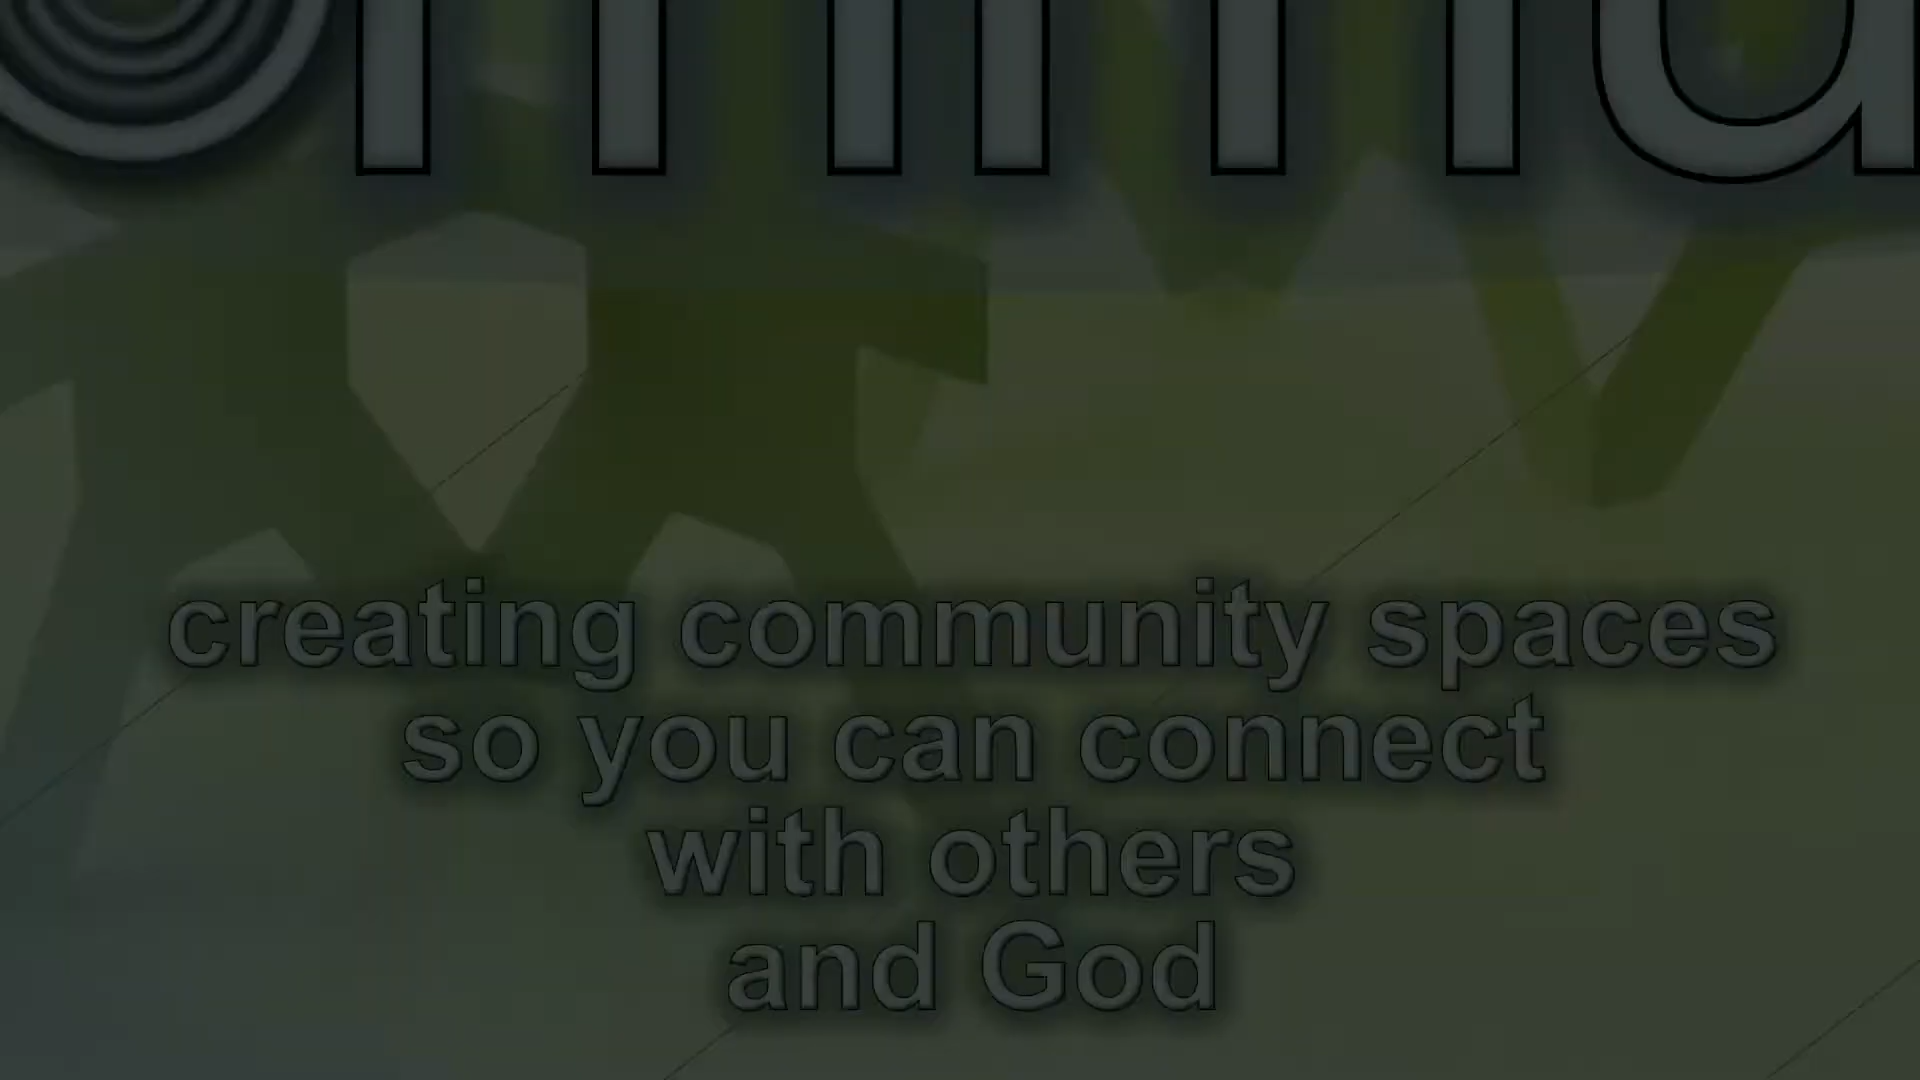 creating community spaces
so you can connect
with others
and God